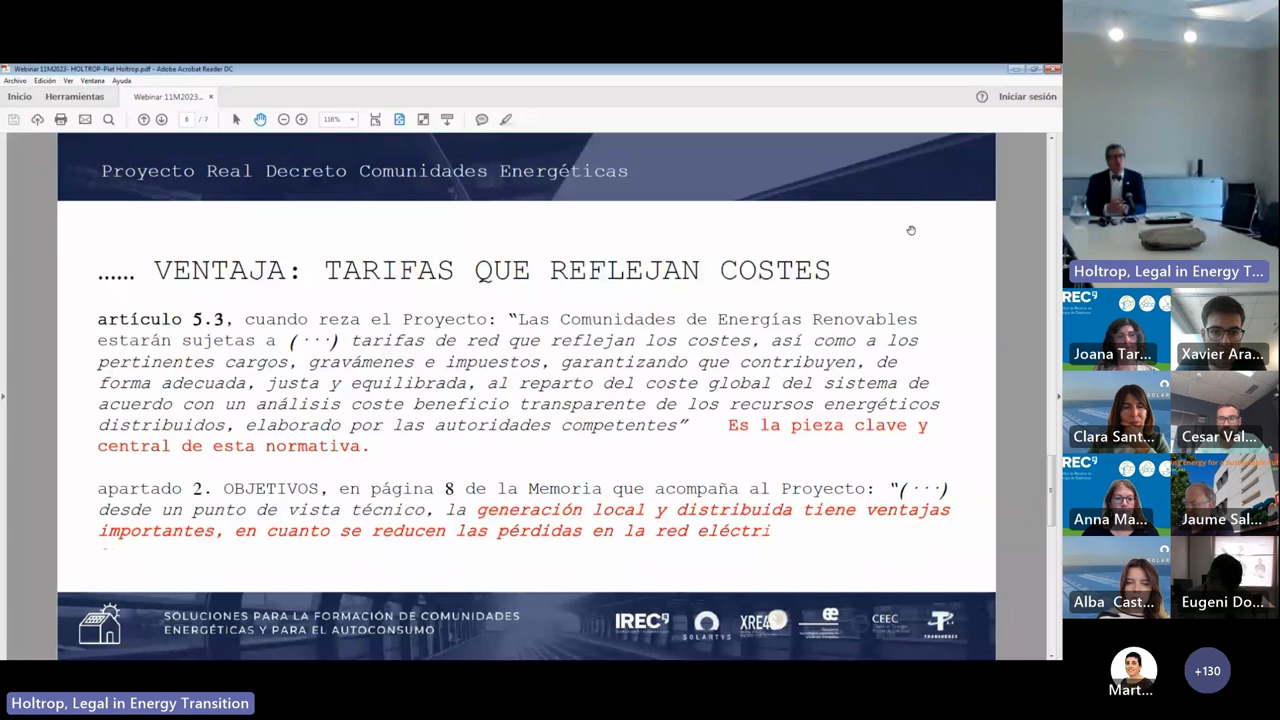 Webinar 11M2023- HOLTROP-Piet Holtrop.pdf - Adobe Acrobat Reader DC
Archivo Edición Ver Ventana Ayuda
Inicio Herramientas Webinar 11M2023... × Iniciar sesión
6 / 7 116%
Proyecto Real Decreto Comunidades Energéticas
…… VENTAJA: TARIFAS QUE REFLEJAN COSTES
artículo 5.3, cuando reza el Proyecto: “Las Comunidades de Energías Renovables
estarán sujetas a (···) tarifas de red que reflejan los costes, así como a los
pertinentes cargos, gravámenes e impuestos, garantizando que contribuyen, de
forma adecuada, justa y equilibrada, al reparto del coste global del sistema de
acuerdo con un análisis coste beneficio transparente de los recursos energéticos
distribuidos, elaborado por las autoridades competentes” Es la pieza clave y
central de esta normativa.
apartado 2. OBJETIVOS, en página 8 de la Memoria que acompaña al Proyecto: “(···)
desde un punto de vista técnico, la generación local y distribuida tiene ventajas
importantes, en cuanto se reducen las pérdidas en la red eléctri
SOLUCIONES PARA LA FORMACIÓN DE COMUNIDADES
ENERGÉTICAS Y PARA EL AUTOCONSUMO
IREC
SOLARTYS
XRE4S
CEEC
Holtrop, Legal in Energy T...
Joana Tar...
Xavier Ara...
Clara Sant...
Cesar Val...
Anna Ma...
Jaume Sal...
Alba Cast...
Eugeni Do...
Mart...
+130
Holtrop, Legal in Energy Transition